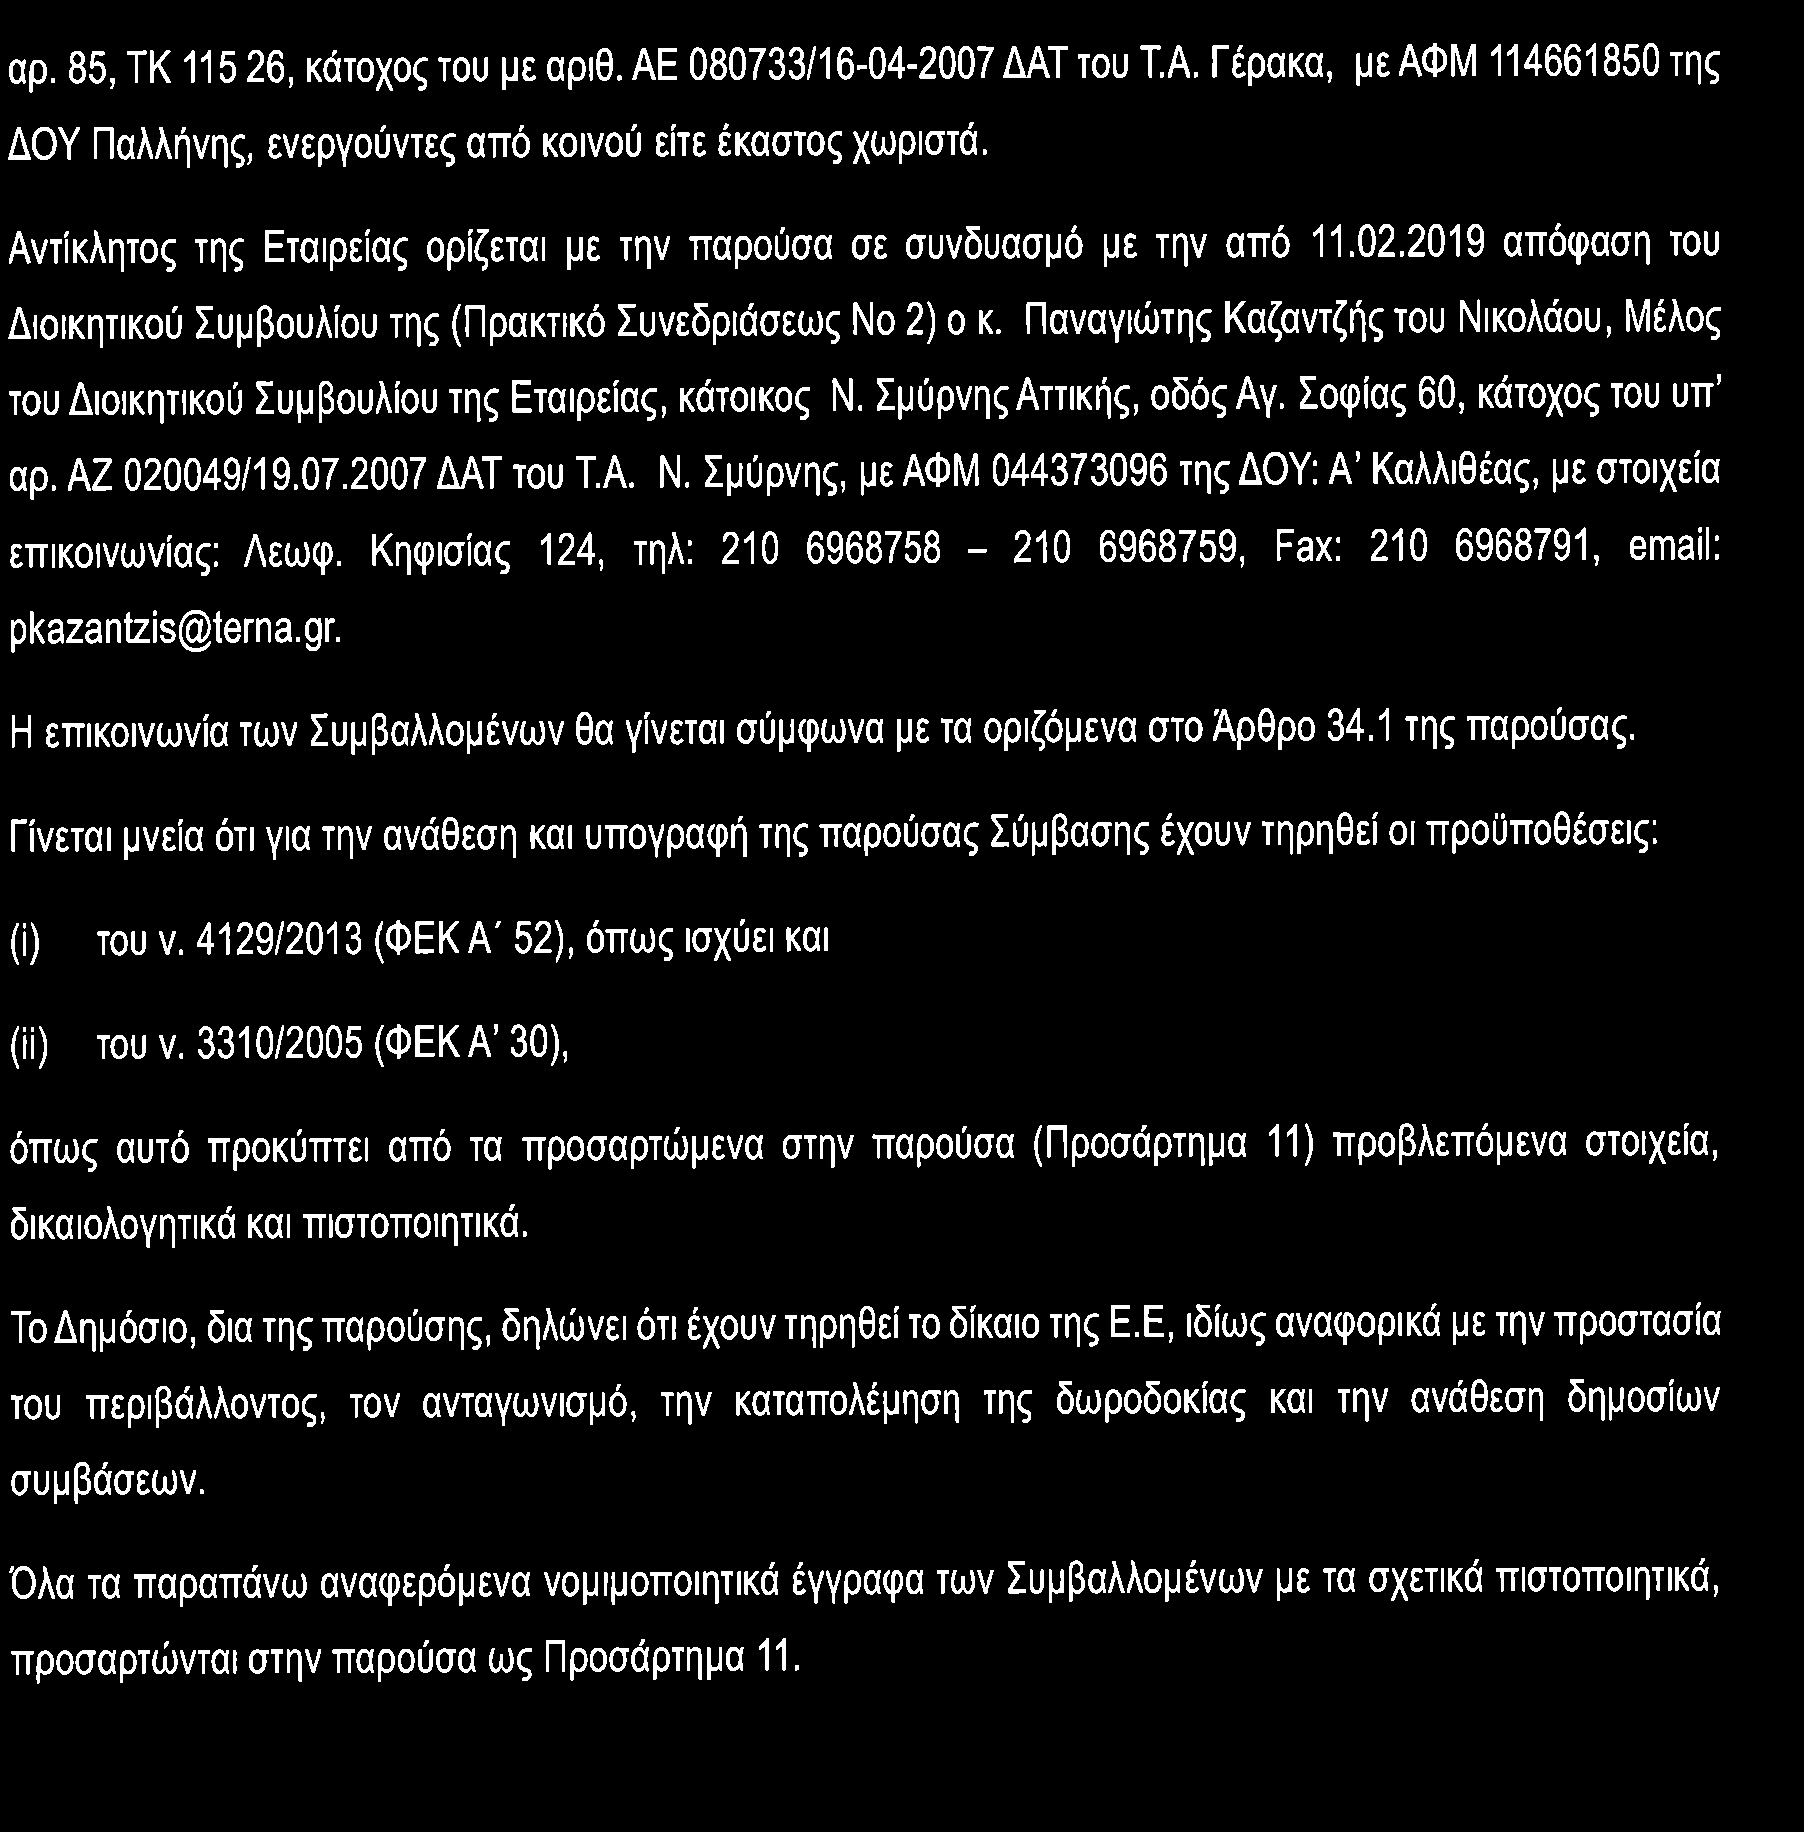 αρ. 85, ΤΚ 115 26, κάτοχος του με αριθ. ΑΕ 080733/16-04-2007 ΔΑΤ του Τ.Α. Γέρακα, με ΑΦΜ 114661850 της
ΔΟΥ Παλλήνης, ενεργούντες από κοινού είτε έκαστος χωριστά.
Αντίκλητος της Εταιρείας ορίζεται με την παρούσα σε συνδυασμό με την από 11.02.2019 απόφαση του
Διοικητικού Συμβουλίου της (Πρακτικό Συνεδριάσεως Νο 2) ο κ. Παναγιώτης Καζαντζής του Νικολάου, Μέλος
του Διοικητικού Συμβουλίου της Εταιρείας, κάτοικος Ν. Σμύρνης Αττικής, οδός Αγ. Σοφίας 60, κάτοχος του υπ’
αρ. ΑΖ 020049/19.07.2007 ΔΑΤ του Τ.Α. Ν. Σμύρνης, με ΑΦΜ 044373096 της ΔΟΥ: Α’ Καλλιθέας, με στοιχεία
επικοινωνίας: Λεωφ. Κηφισίας 124, τηλ: 210 6968758 – 210 6968759, Fax: 210 6968791, email:
pkazantzis@terna.gr.
Η επικοινωνία των Συμβαλλομένων θα γίνεται σύμφωνα με τα οριζόμενα στο Άρθρο 34.1 της παρούσας.
Γίνεται μνεία ότι για την ανάθεση και υπογραφή της παρούσας Σύμβασης έχουν τηρηθεί οι προϋποθέσεις:
(i) του ν. 4129/2013 (ΦΕΚ Α΄ 52), όπως ισχύει και
(ii) του ν. 3310/2005 (ΦΕΚ Α’ 30),
όπως αυτό προκύπτει από τα προσαρτώμενα στην παρούσα (Προσάρτημα 11) προβλεπόμενα στοιχεία,
δικαιολογητικά και πιστοποιητικά.
Το Δημόσιο, δια της παρούσης, δηλώνει ότι έχουν τηρηθεί το δίκαιο της Ε.Ε, ιδίως αναφορικά με την προστασία
του περιβάλλοντος, τον ανταγωνισμό, την καταπολέμηση της δωροδοκίας και την ανάθεση δημοσίων
συμβάσεων.
Όλα τα παραπάνω αναφερόμενα νομιμοποιητικά έγγραφα των Συμβαλλομένων με τα σχετικά πιστοποιητικά,
προσαρτώνται στην παρούσα ως Προσάρτημα 11.